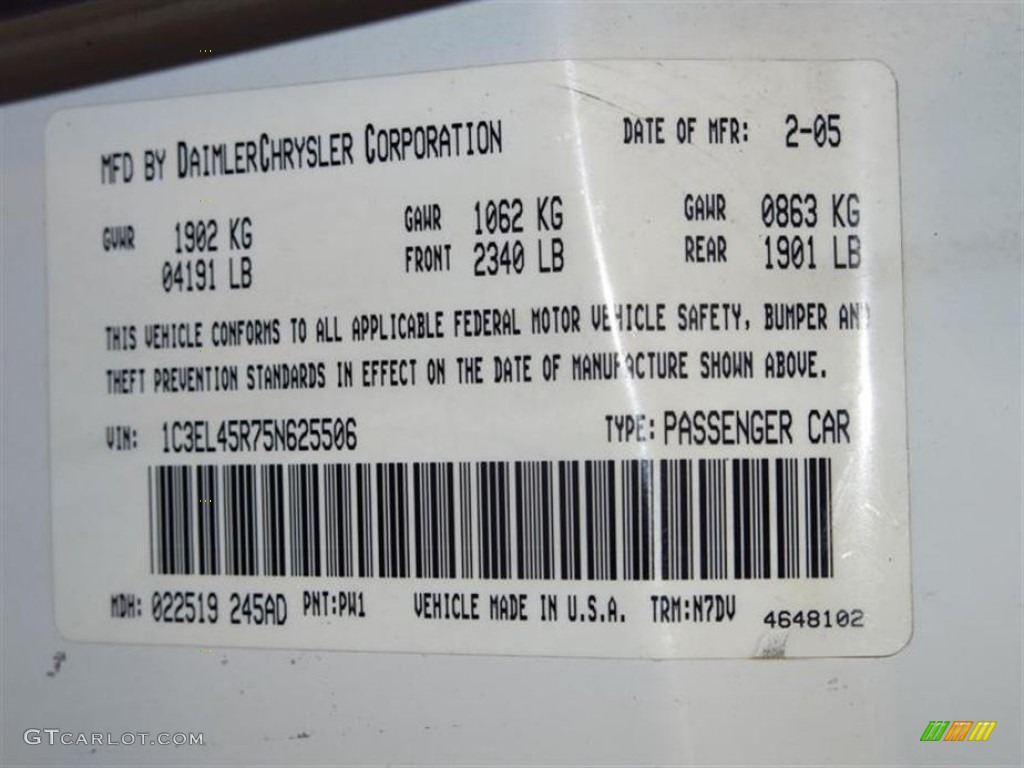 MFD BY DAIMLERCHRYSLER CORPORATION DATE OF MFR: 2-05
GVWR 1902 KG GAWR 1062 KG GAWR 0863 KG
04191 LB FRONT 2340 LB REAR 1901 LB
THIS VEHICLE CONFORMS TO ALL APPLICABLE FEDERAL MOTOR VEHICLE SAFETY, BUMPER AND
THEFT PREVENTION STANDARDS IN EFFECT ON THE DATE OF MANUFACTURE SHOWN ABOVE.
VIN: 1C3EL45R75N625506 TYPE: PASSENGER CAR
MDH: 022519 245AD PNT:PW1 VEHICLE MADE IN U.S.A. TRM:N7DV 4648102
GTCARLOT.COM